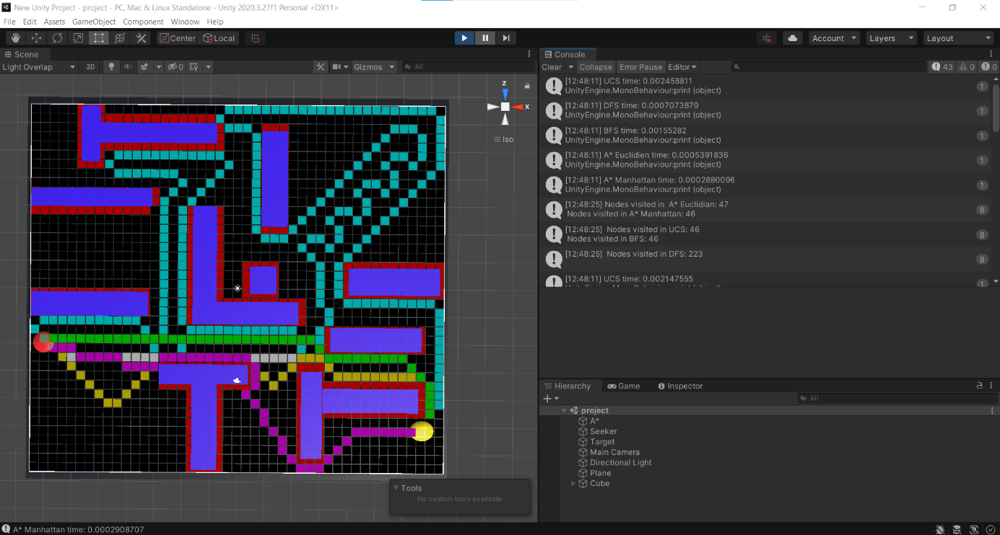 New Unity Project - project - PC, Mac & Linux Standalone - Unity 2020.3.27f1 Personal <DX11>
File Edit Assets GameObject Component Window Help
Center Local Account Layers Layout
Scene
Light Overlap 2D 0 Gizmos All
z
x
Iso
Tools
No custom tools available
Console
Clear Collapse Error Pause Editor 43 0 0
[12:48:11] UCS time: 0.002458811
UnityEngine.MonoBehaviour:print (object) 1
[12:48:11] DFS time: 0.0007073879
UnityEngine.MonoBehaviour:print (object) 1
[12:48:11] BFS time: 0.00155282
UnityEngine.MonoBehaviour:print (object) 1
[12:48:11] A* Euclidien time: 0.0005391836
UnityEngine.MonoBehaviour:print (object) 1
[12:48:11] A* Manhattan time: 0.0002880096
UnityEngine.MonoBehaviour:print (object) 1
[12:48:25] Nodes visited in A* Euclidian: 47
Nodes visited in A* Manhattan: 46 8
[12:48:25] Nodes visited in UCS: 46
Nodes visited in BFS: 46 8
[12:48:25] Nodes visited in DFS: 223 8
[12:48:11] UCS time: 0.002147555
UnityEngine.MonoBehaviour:print (object) 1
Hierarchy Game Inspector
All
project
A*
Seeker
Target
Main Camera
Directional Light
Plane
Cube
A* Manhattan time: 0.0002908707